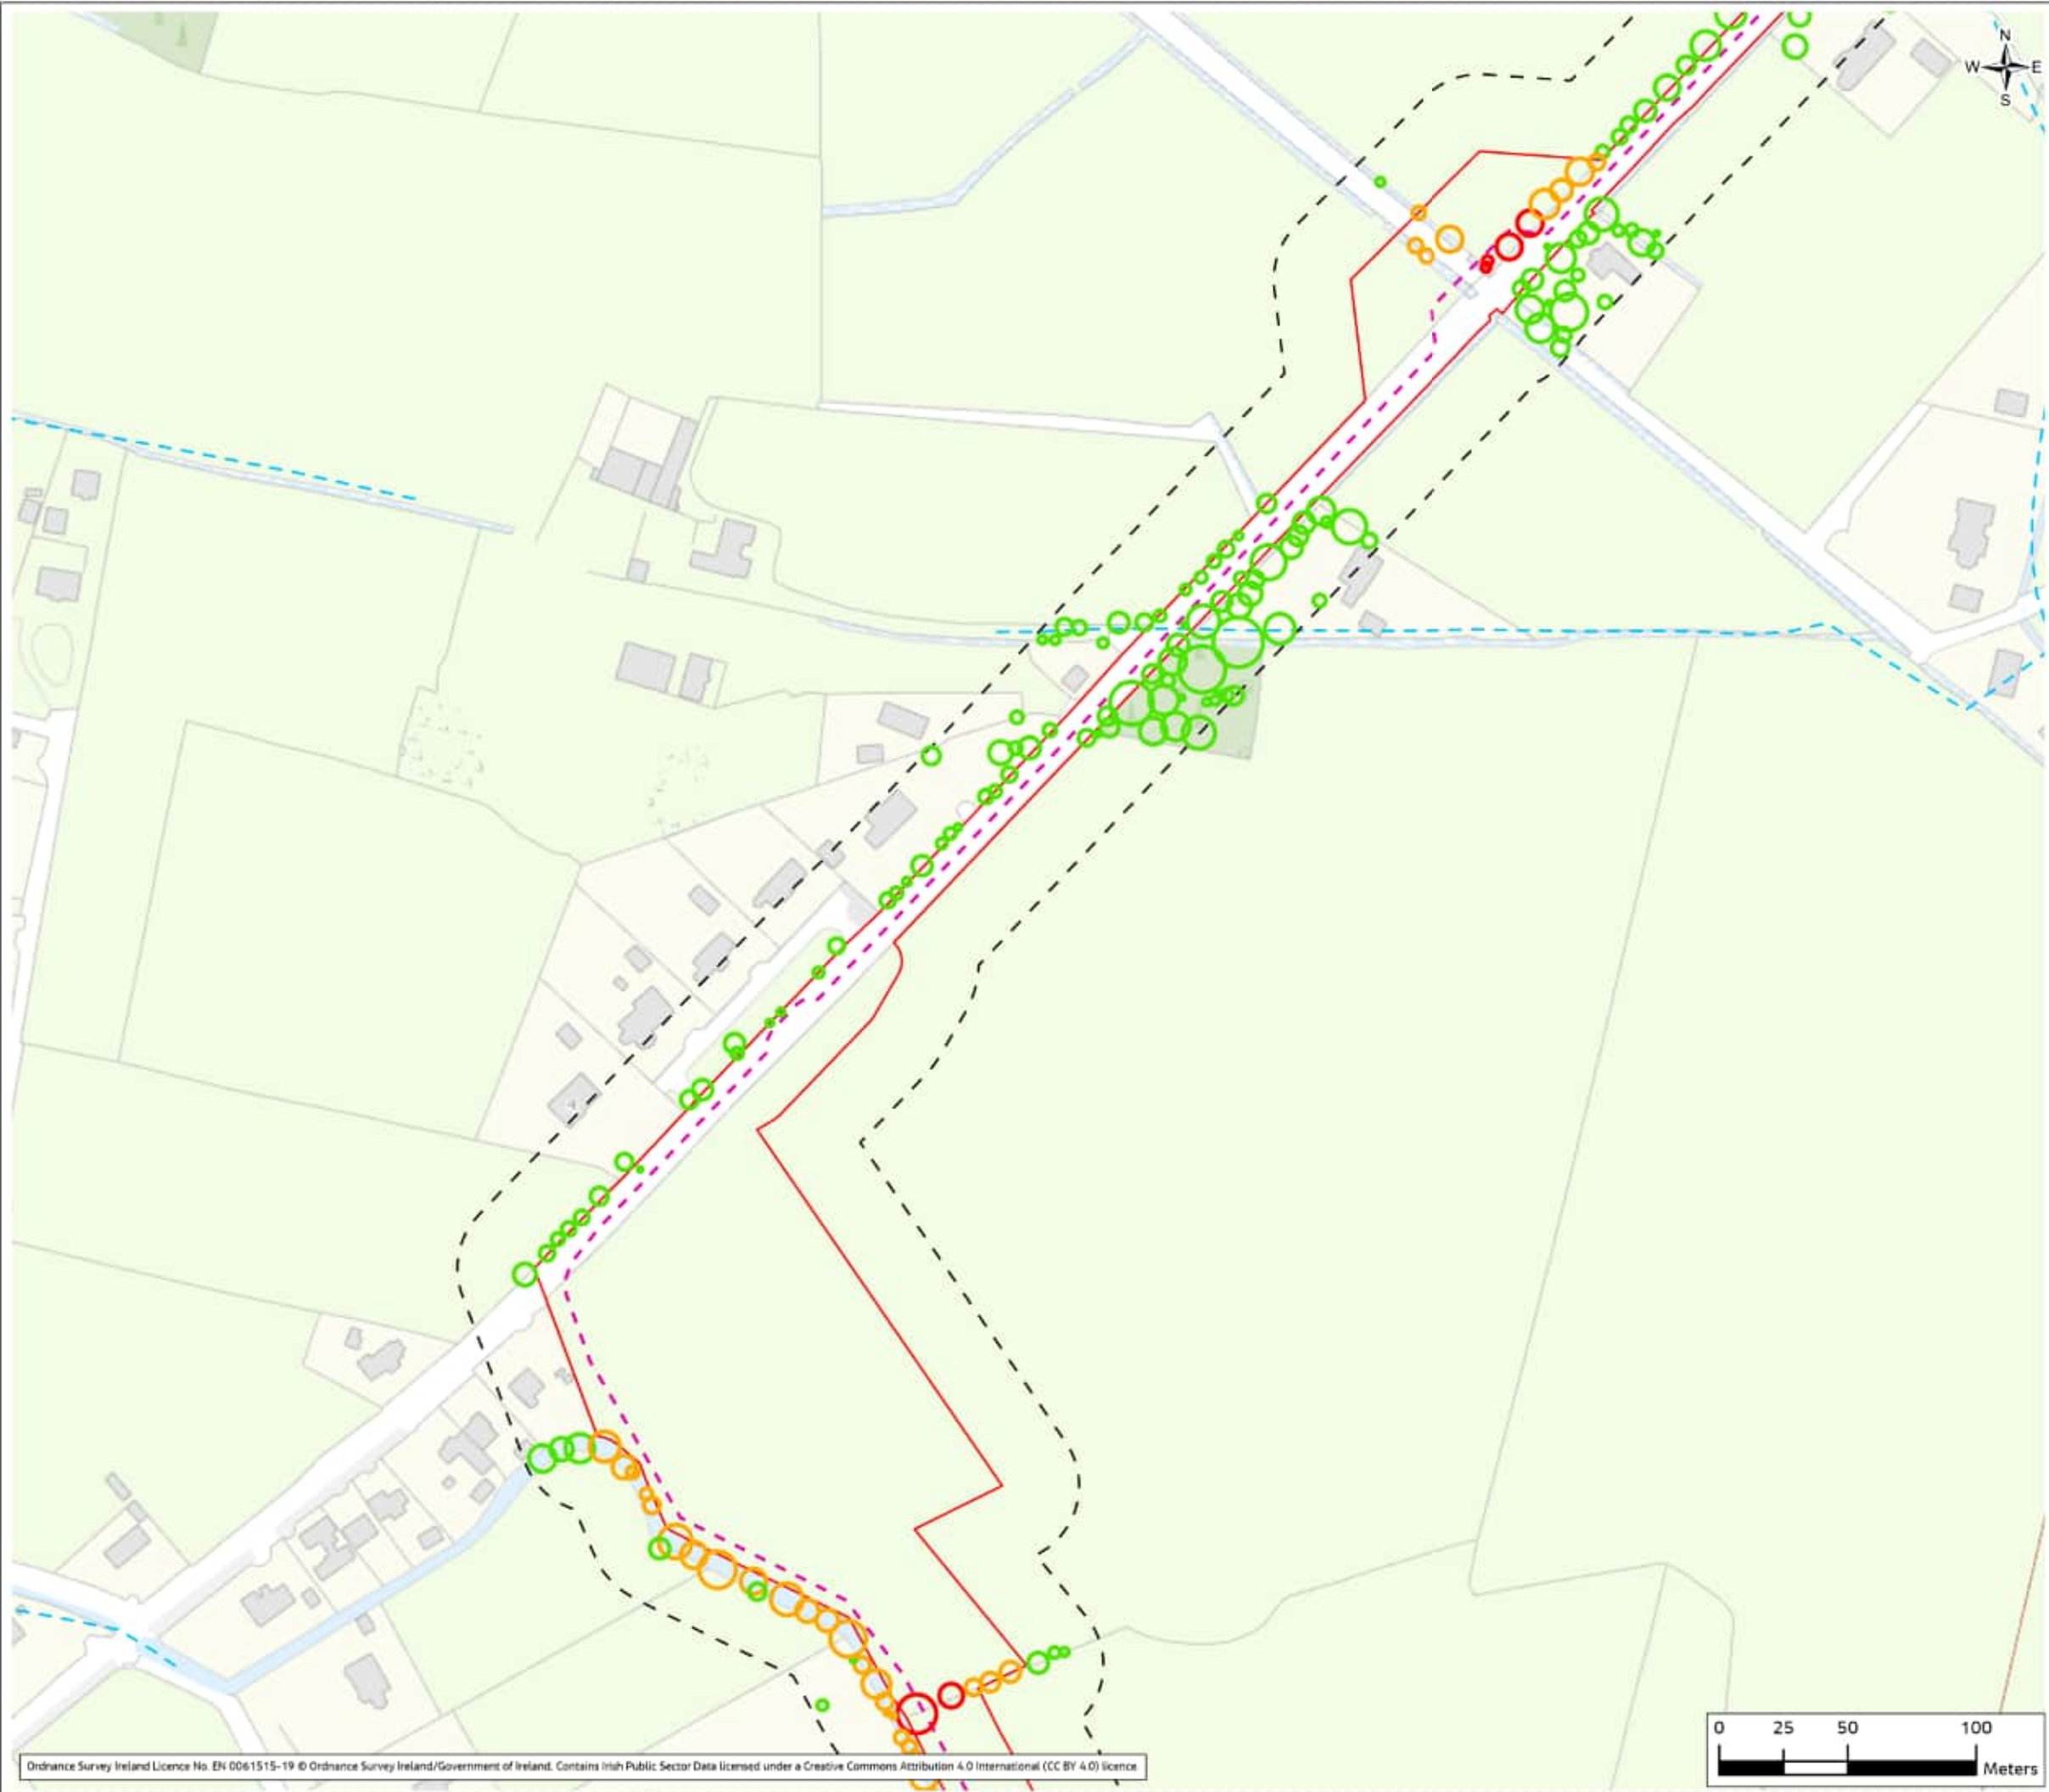 N
W E
S
0 25 50 100
Meters
Ordnance Survey Ireland Licence No. EN 0061515-19 © Ordnance Survey Ireland/Government of Ireland. Contains Irish Public Sector Data licensed under a Creative Commons Attribution 4.0 International (CC BY 4.0) licence